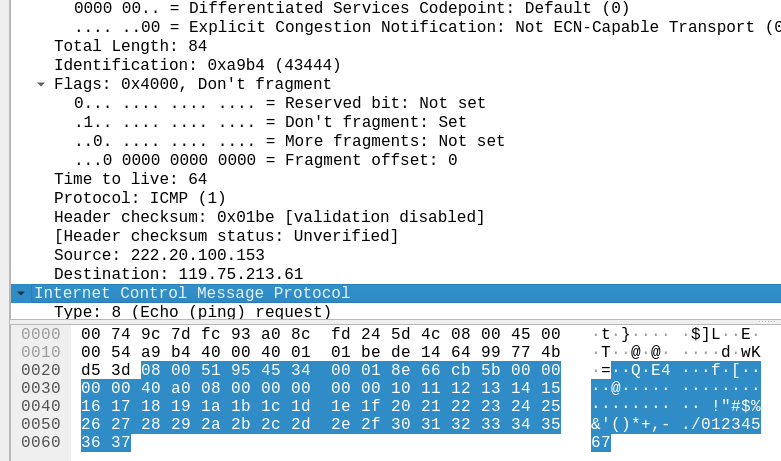 0000 00.. = Differentiated Services Codepoint: Default (0)
.... ..00 = Explicit Congestion Notification: Not ECN-Capable Transport (0
Total Length: 84
Identification: 0xa9b4 (43444)
Flags: 0x4000, Don't fragment
0... .... .... .... = Reserved bit: Not set
.1.. .... .... .... = Don't fragment: Set
..0. .... .... .... = More fragments: Not set
...0 0000 0000 0000 = Fragment offset: 0
Time to live: 64
Protocol: ICMP (1)
Header checksum: 0x01be [validation disabled]
[Header checksum status: Unverified]
Source: 222.20.100.153
Destination: 119.75.213.61
Internet Control Message Protocol
Type: 8 (Echo (ping) request)
0000 00 74 9c 7d fc 93 a0 8c fd 24 5d 4c 08 00 45 00 ·t·}···· ·$]L··E·
0010 00 54 a9 b4 40 00 40 01 01 be de 14 64 99 77 4b ·T··@·@· ····d·wK
0020 d5 3d 08 00 51 95 45 34 00 01 8e 66 cb 5b 00 00 ·=··Q·E4 ···f·[··
0030 00 00 40 a0 08 00 00 00 00 00 10 11 12 13 14 15 ··@····· ········
0040 16 17 18 19 1a 1b 1c 1d 1e 1f 20 21 22 23 24 25 ········ ·· !"#$%
0050 26 27 28 29 2a 2b 2c 2d 2e 2f 30 31 32 33 34 35 &'()*+,- ./012345
0060 36 37 67